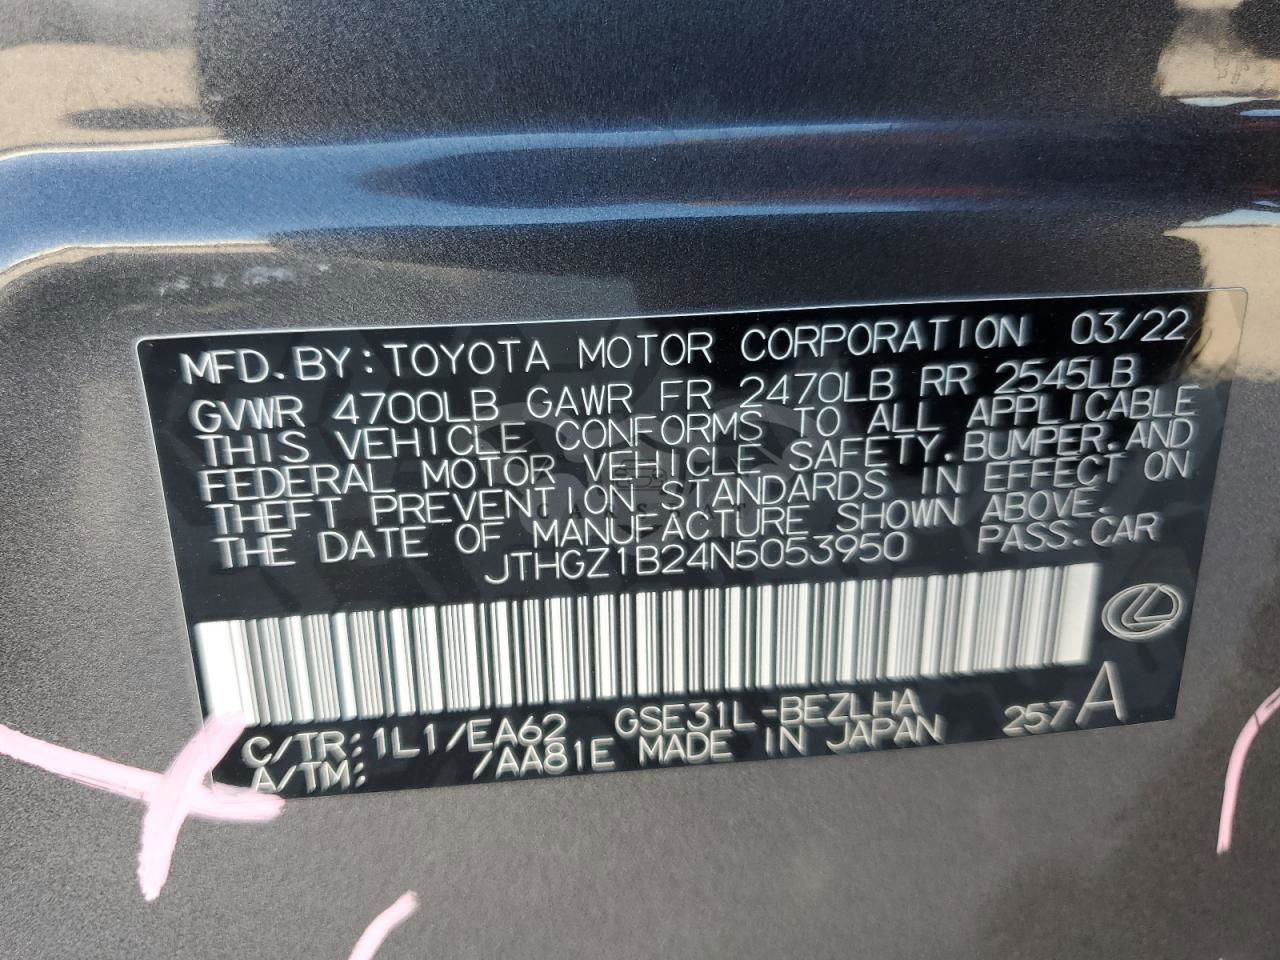 MFD. BY: TOYOTA MOTOR CORPORATION 03/22
GVWR 4700LB GAWR FR 2470LB RR 2545LB
THIS VEHICLE CONFORMS TO ALL APPLICABLE
FEDERAL MOTOR VEHICLE SAFETY, BUMPER, AND
THEFT PREVENTION STANDARDS IN EFFECT ON
THE DATE OF MANUFACTURE SHOWN ABOVE.
JTHGZ1B24N5053950 PASS. CAR
C/TR: 1L1/EA62 GSE31L-BEZLHA 257 A
A/TM: /AA81E MADE IN JAPAN